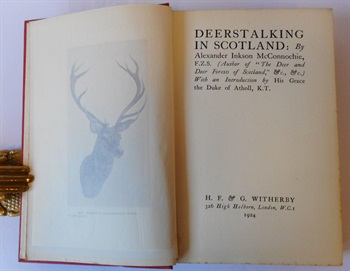 DEERSTALKING
IN SCOTLAND: By
Alexander Inkson McConnochie,
F.Z.S. (Author of "The Deer and
Deer Forests of Scotland," &c., &c.)
With an Introduction by His Grace
the Duke of Atholl, K.T.
H. F. & G. WITHERBY
326 High Holborn, London, W.C.1
1924